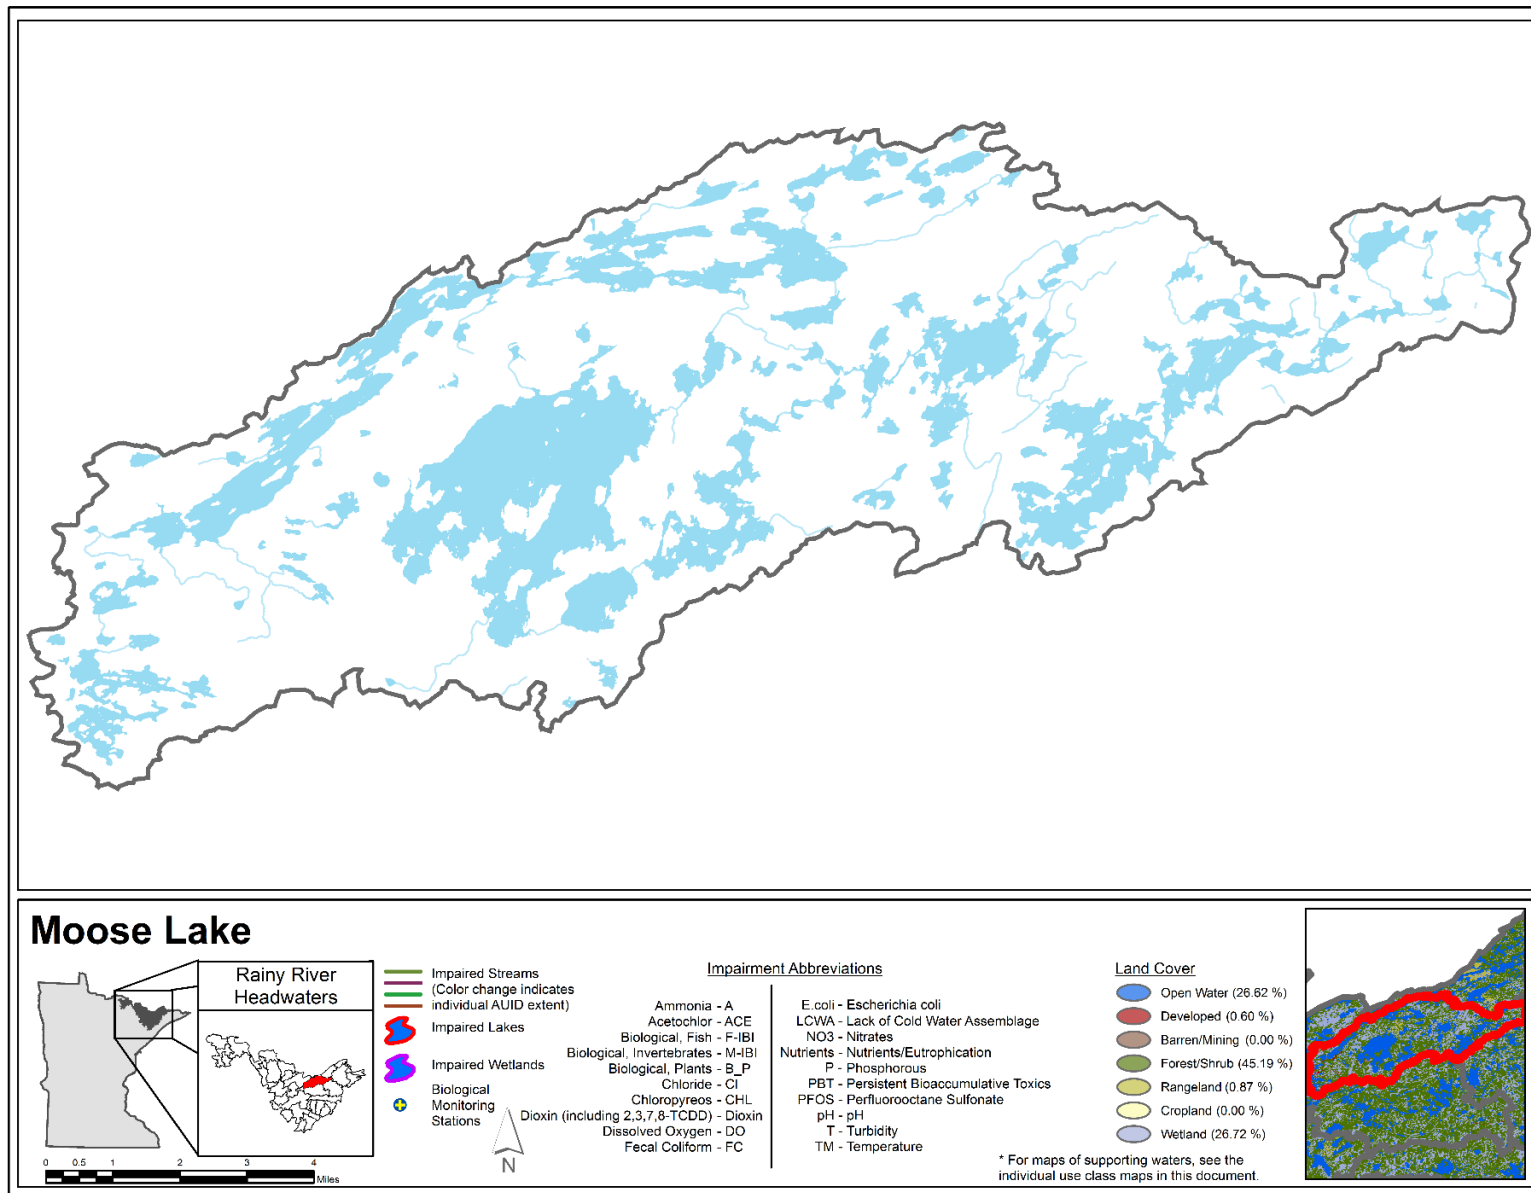 Moose Lake
Rainy River
Headwaters
0 0.5 1 2 3 4
Miles
Impaired Streams
(Color change indicates
individual AUID extent)
Impaired Lakes
Impaired Wetlands
Biological
Monitoring
Stations
N
Impairment Abbreviations
Ammonia - A
Acetochlor - ACE
Biological, Fish - F-IBI
Biological, Invertebrates - M-IBI
Biological, Plants - B_P
Chloride - Cl
Chloropyreos - CHL
Dioxin (including 2,3,7,8-TCDD) - Dioxin
Dissolved Oxygen - DO
Fecal Coliform - FC
E.coli - Escherichia coli
LCWA - Lack of Cold Water Assemblage
NO3 - Nitrates
Nutrients - Nutrients/Eutrophication
P - Phosphorous
PBT - Persistent Bioaccumulative Toxics
PFOS - Perfluorooctane Sulfonate
pH - pH
T - Turbidity
TM - Temperature
Land Cover
Open Water (26.62 %)
Developed (0.60 %)
Barren/Mining (0.00 %)
Forest/Shrub (45.19 %)
Rangeland (0.87 %)
Cropland (0.00 %)
Wetland (26.72 %)
* For maps of supporting waters, see the
individual use class maps in this document.